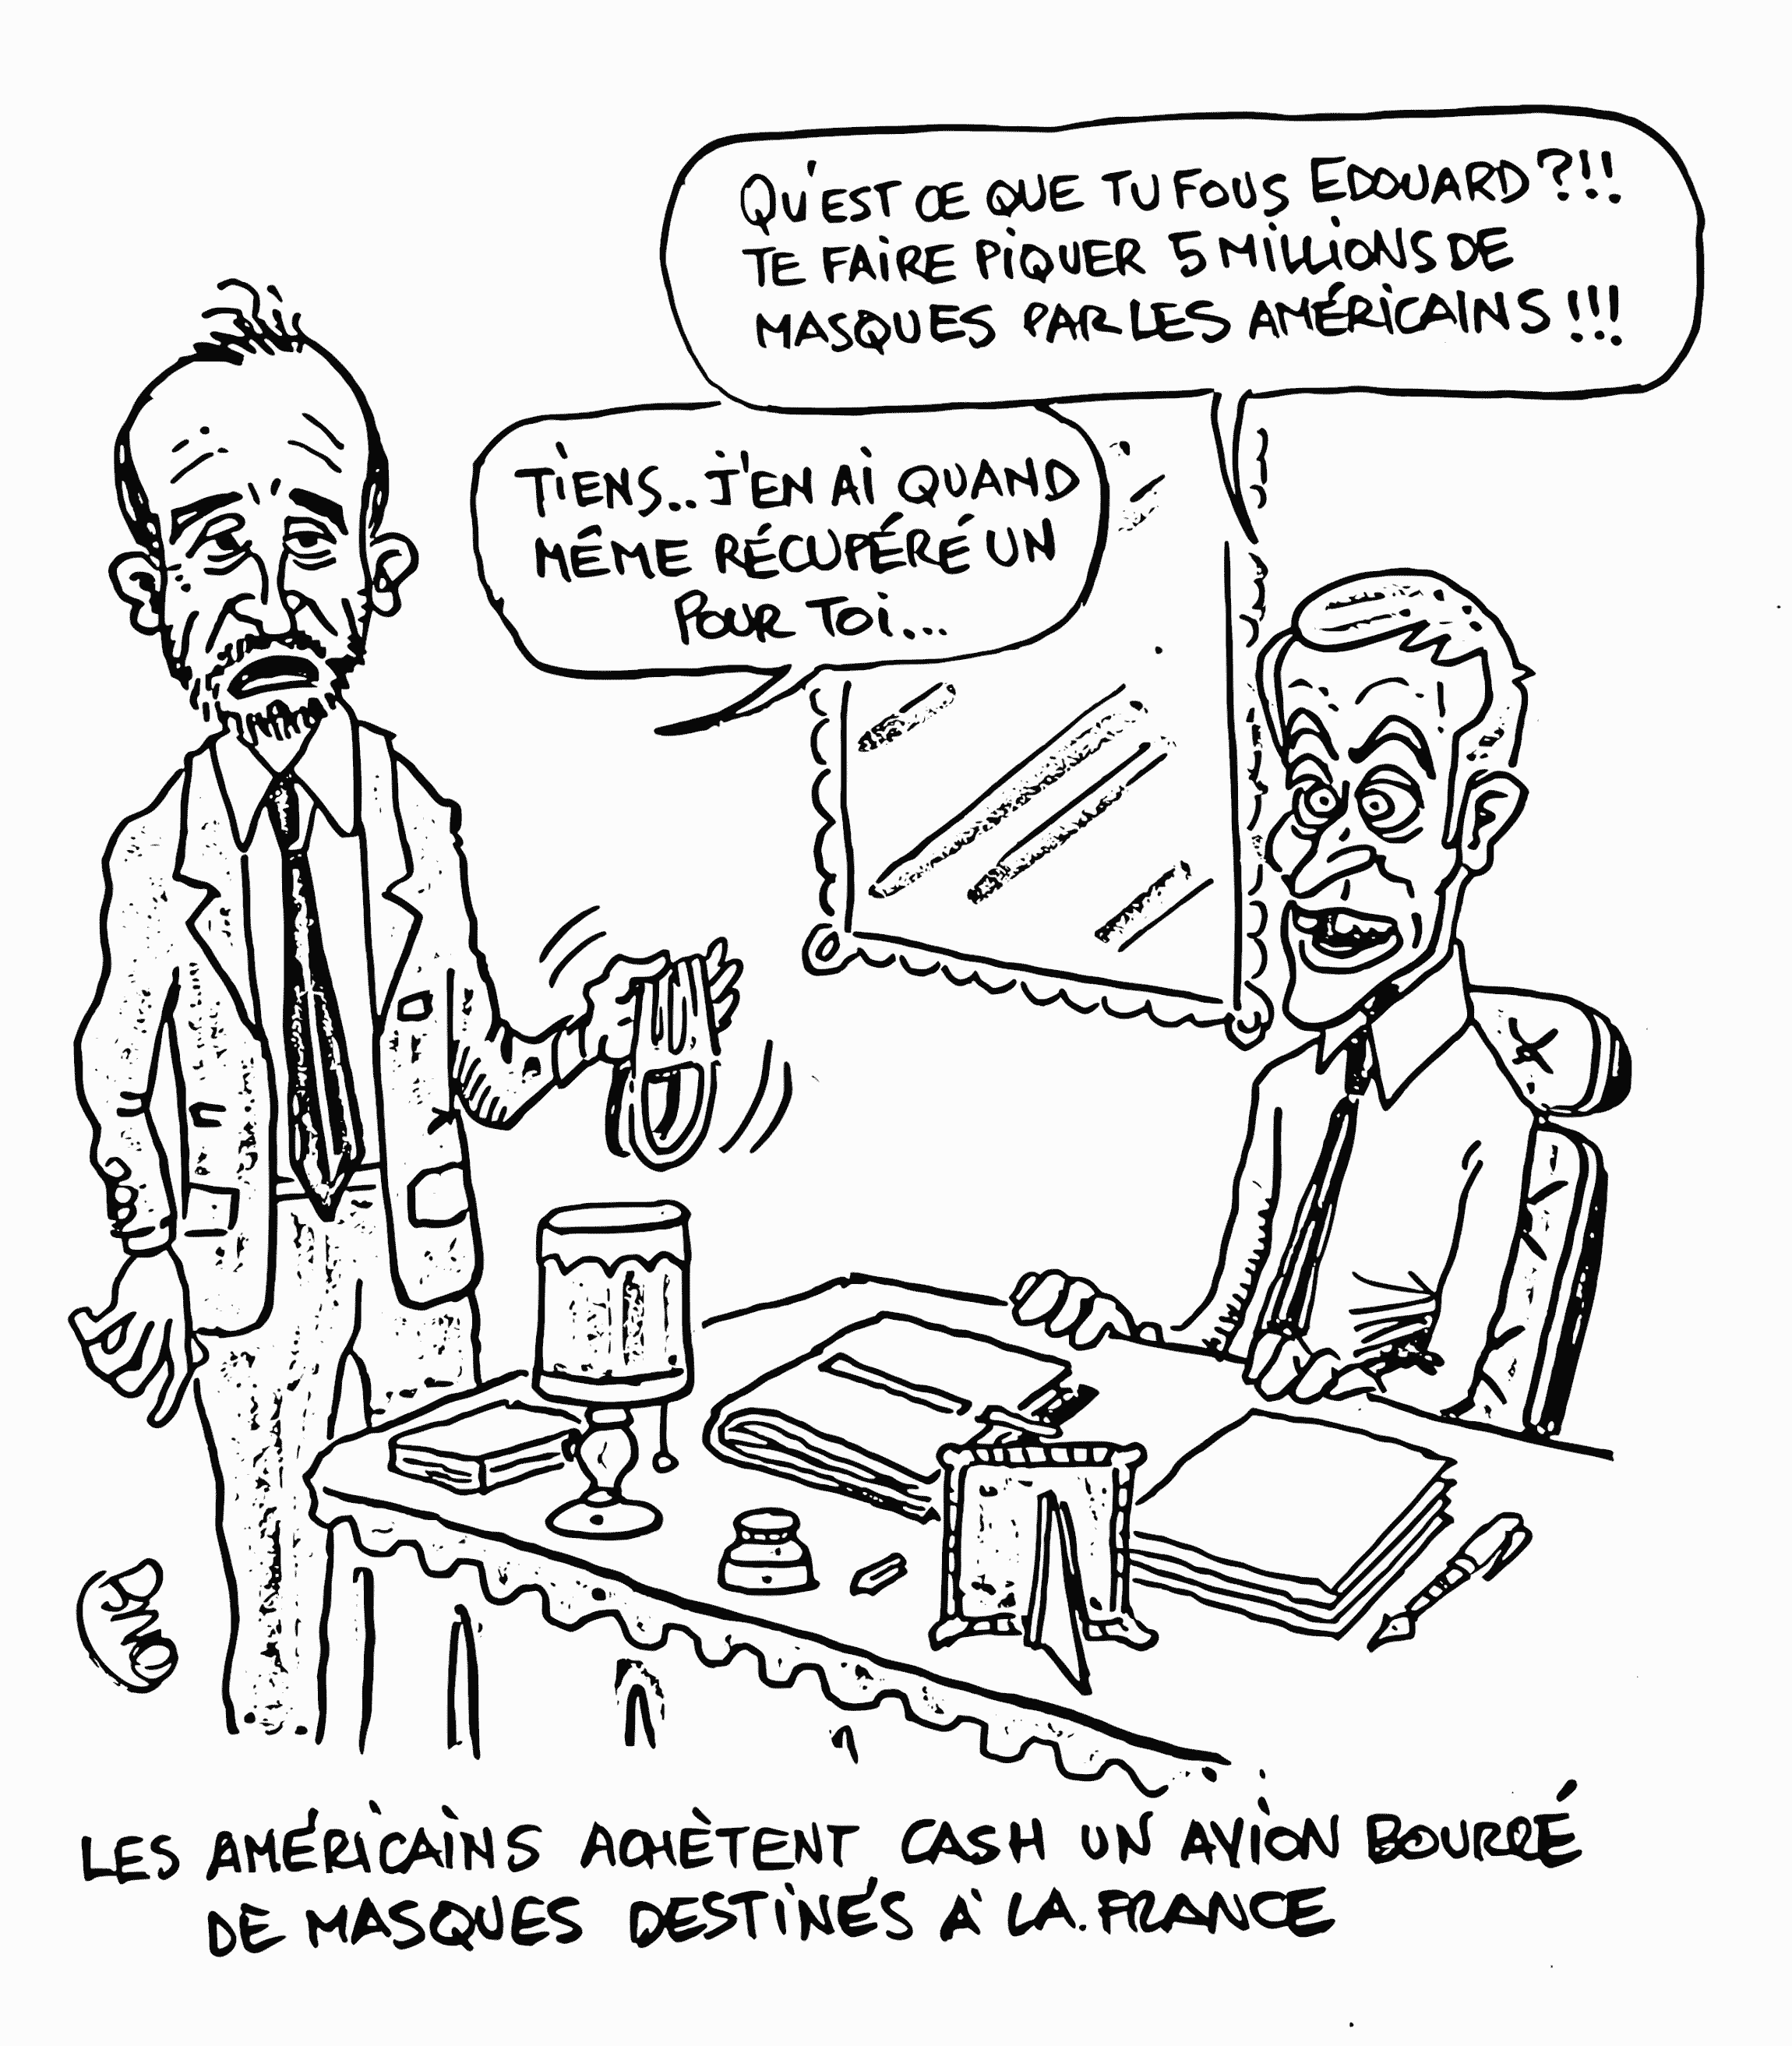 QU'EST CE QUE TU FOUS EDOUARD ?!!
TE FAIRE PIQUER 5 MILLIONS DE
MASQUES PAR LES AMÉRICAINS !!!
TIENS.. J'EN AI QUAND
MÊME RÉCUPÉRÉ UN
POUR TOI...
LES AMÉRICAINS ACHÈTENT CASH UN AVION BOURRÉ
DE MASQUES DESTINÉS À LA FRANCE